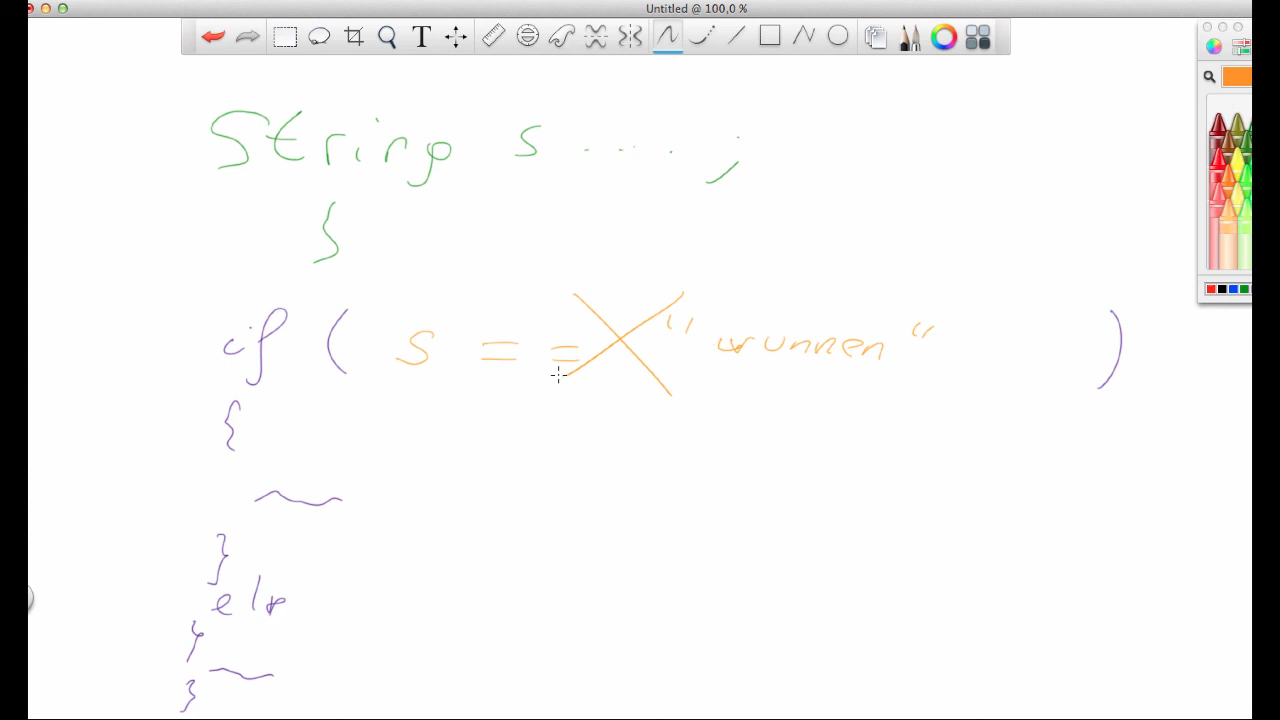 Untitled @ 100,0 %
T
String s ..... ;
}
if ( s = = " wunnen " )
{
}
else
{
}